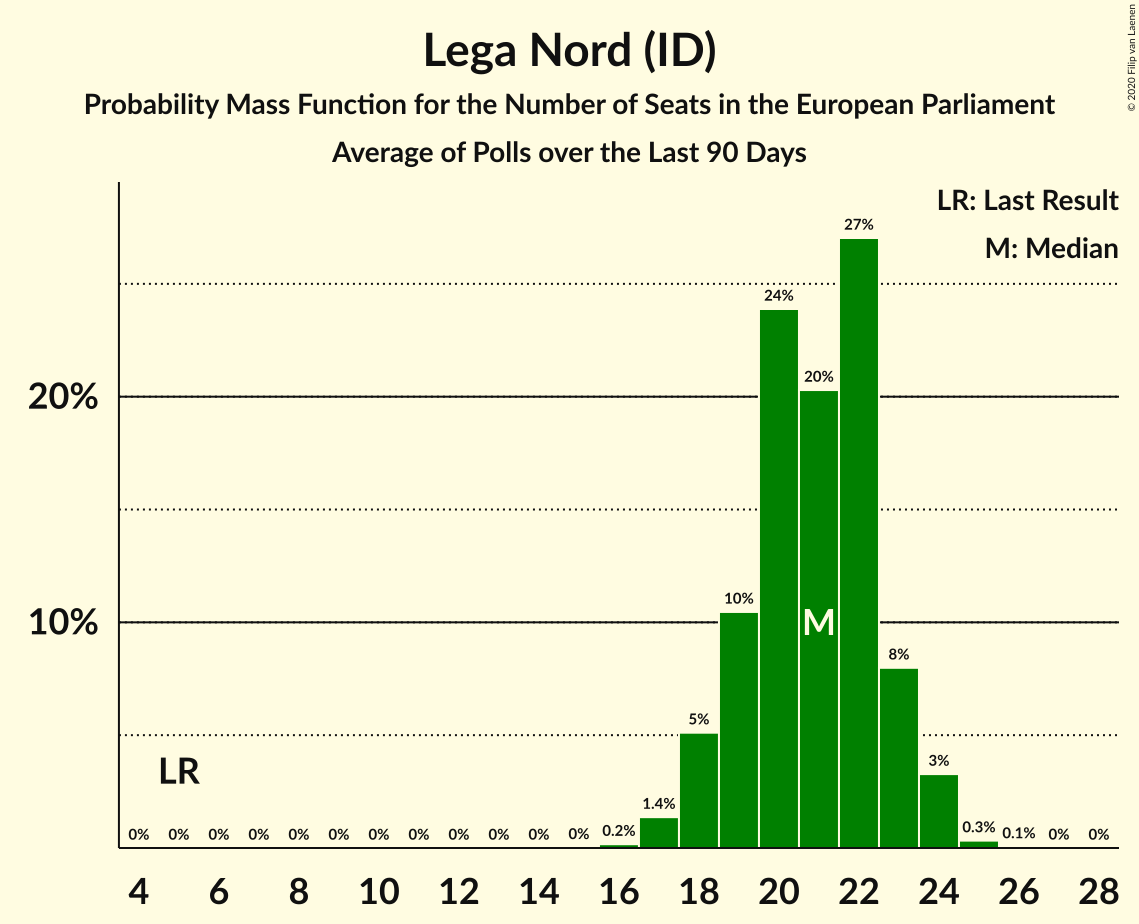 Lega Nord (ID)
Probability Mass Function for the Number of Seats in the European Parliament
Average of Polls over the Last 90 Days
© 2020 Filip van Laenen
LR: Last Result
M: Median
27%
24%
20%
20%
10%
10%
M
8%
5%
3%
LR
1.4%
0% 0% 0% 0% 0% 0% 0% 0% 0% 0% 0% 0% 0.2% 0.3% 0.1% 0% 0%
4 6 8 10 12 14 16 18 20 22 24 26 28